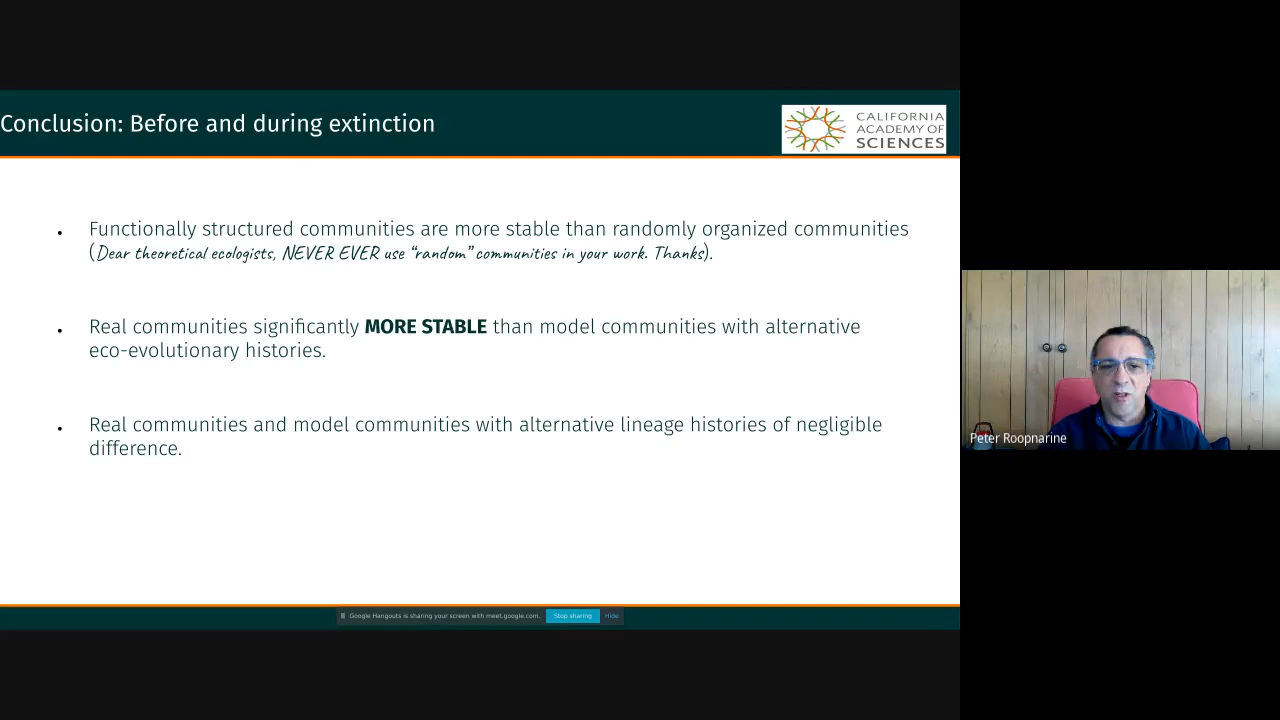 Conclusion: Before and during extinction
CALIFORNIA
ACADEMY OF
SCIENCES
• Functionally structured communities are more stable than randomly organized communities
(Dear theoretical ecologists, NEVER EVER use “random” communities in your work. Thanks).
• Real communities significantly MORE STABLE than model communities with alternative
eco-evolutionary histories.
• Real communities and model communities with alternative lineage histories of negligible
difference.
Peter Roopnarine
Google Hangouts is sharing your screen with meet.google.com.
Stop sharing
Hide